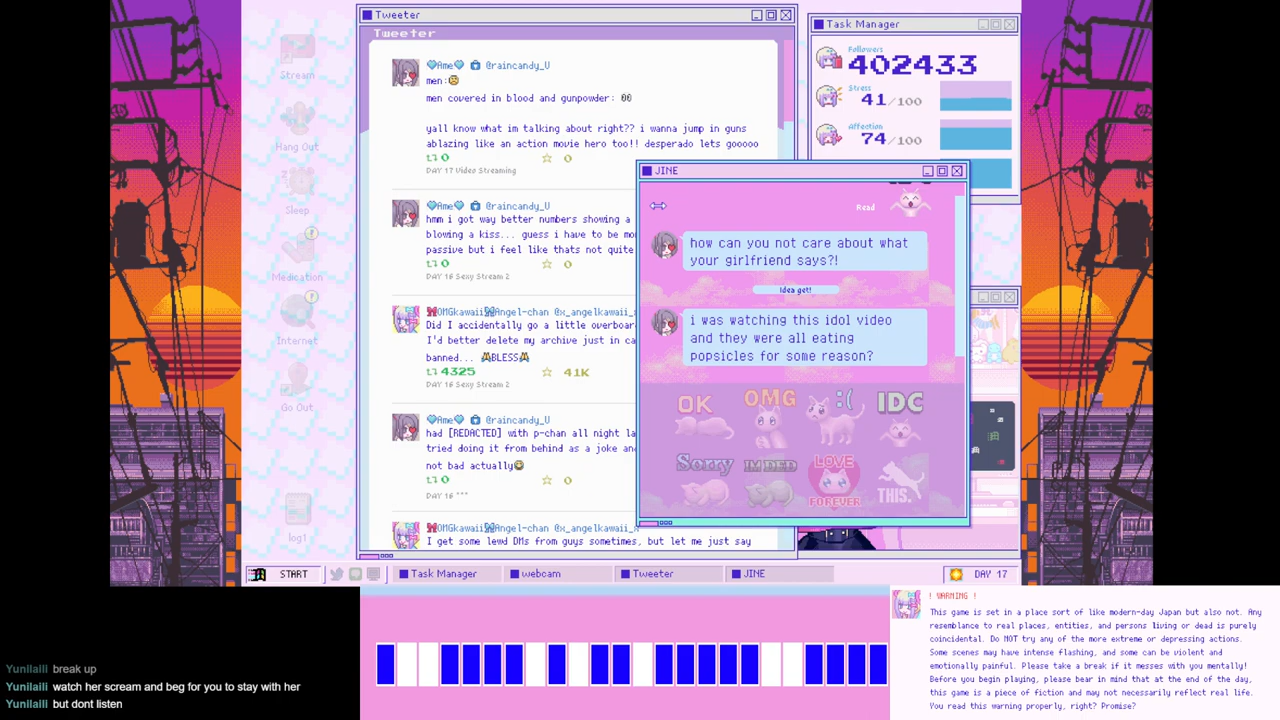 Tweeter
Tweeter
Ame @raincandy_U
men:
men covered in blood and gunpowder:
yall know what im talking about right?? i wanna jump in guns
ablazing like an action movie hero too!! desperado lets gooooo
0 0
DAY 17 Video Streaming
Ame @raincandy_U
hmm i got way better numbers showing a
blowing a kiss... guess i have to be mo
passive but i feel like thats not quite
0 0
DAY 16 Sexy Stream 2
OMGkawaii Angel-chan @x_angelkawaii_x
Did I accidentally go a little overboar
I'd better delete my archive just in ca
banned... BLESS
4325 41K
DAY 16 Sexy Stream 2
Ame @raincandy_U
had [REDACTED] with p-chan all night la
tried doing it from behind as a joke an
not bad actually
0 0
DAY 16 ***
OMGkawaii Angel-chan @x_angelkawaii_x
I get some lewd DMs from guys sometimes, but let me just say
Task Manager
Followers
402433
Stress
41/100
Affection
74/100
JINE
Read
how can you not care about what
your girlfriend says?!
Idea get!
i was watching this idol video
and they were all eating
popsicles for some reason?
OK
OMG
:(
IDC
Sorry
IM DED
LOVE
FOREVER
THIS.
Stream
Hang Out
Sleep
Medication
Internet
Go Out
log1
START
Task Manager
webcam
Tweeter
JINE
DAY 17
Yunilaili break up
Yunilaili watch her scream and beg for you to stay with her
Yunilaili but dont listen
! WARNING !
This game is set in a place sort of like modern-day Japan but also not. Any
resemblance to real places, entities, and persons living or dead is purely
coincidental. Do NOT try any of the more extreme or depressing actions.
Some scenes may have intense flashing, and some can be violent and
emotionally painful. Please take a break if it messes with you mentally!
Before you begin playing, please bear in mind that at the end of the day,
this game is a piece of fiction and may not necessarily reflect real life.
You read this warning properly, right? Promise?